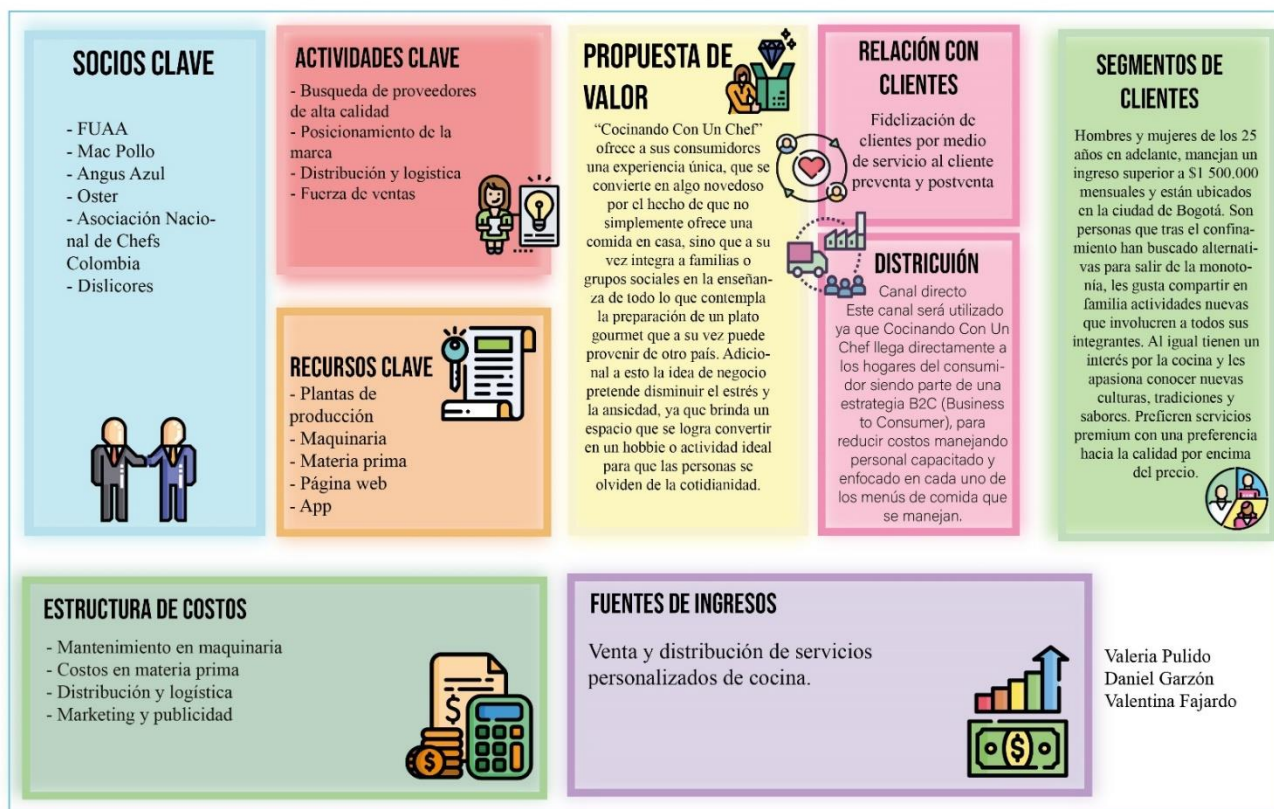 SOCIOS CLAVE
- FUAA
- Mac Pollo
- Angus Azul
- Oster
- Asociación Nacio-
nal de Chefs
Colombia
- Dislicores
ACTIVIDADES CLAVE
- Busqueda de proveedores
de alta calidad
- Posicionamiento de la
marca
- Distribución y logistica
- Fuerza de ventas
RECURSOS CLAVE
- Plantas de
producción
- Maquinaria
- Materia prima
- Página web
- App
PROPUESTA DE
VALOR
“Cocinando Con Un Chef”
ofrece a sus consumidores
una experiencia única, que se
convierte en algo novedoso
por el hecho de que no
simplemente ofrece una
comida en casa, sino que a su
vez integra a familias o
grupos sociales en la enseñan-
za de todo lo que contempla
la preparación de un plato
gourmet que a su vez puede
provenir de otro país. Adicio-
nal a esto la idea de negocio
pretende disminuir el estrés y
la ansiedad, ya que brinda un
espacio que se logra convertir
en un hobbie o actividad ideal
para que las personas se
olviden de la cotidianidad.
RELACIÓN CON
CLIENTES
Fidelización de
clientes por medio
de servicio al cliente
preventa y postventa
DISTRICUIÓN
Canal directo
Este canal será utilizado
ya que Cocinando Con Un
Chef llega directamente a
los hogares del consumi-
dor siendo parte de una
estrategia B2C (Business
to Consumer), para
reducir costos manejando
personal capacitado y
enfocado en cada uno de
los menús de comida que
se manejan.
SEGMENTOS DE
CLIENTES
Hombres y mujeres de los 25
años en adelante, manejan un
ingreso superior a $1 500.000
mensuales y están ubicados
en la ciudad de Bogotá. Son
personas que tras el confina-
miento han buscado alternati-
vas para salir de la monoto-
nía, les gusta compartir en
familia actividades nuevas
que involucren a todos sus
integrantes. Al igual tienen un
interés por la cocina y les
apasiona conocer nuevas
culturas, tradiciones y
sabores. Prefieren servicios
premium con una preferencia
hacia la calidad por encima
del precio.
ESTRUCTURA DE COSTOS
- Mantenimiento en maquinaria
- Costos en materia prima
- Distribución y logística
- Marketing y publicidad
FUENTES DE INGRESOS
Venta y distribución de servicios
personalizados de cocina.
Valeria Pulido
Daniel Garzón
Valentina Fajardo